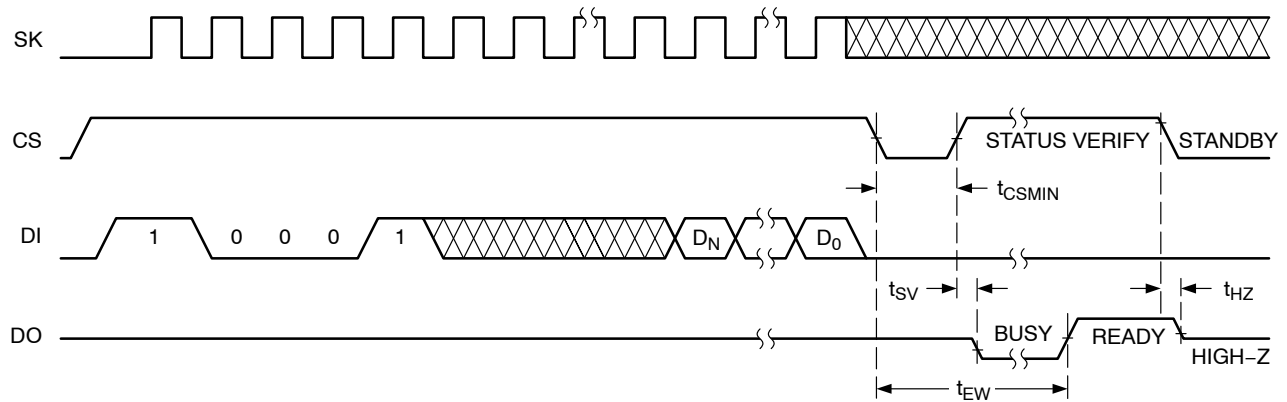 SK
CS
STATUS VERIFY
STANDBY
tCSMIN
DI
1
0
0
0
1
DN
D0
tSV
tHZ
DO
BUSY
READY
HIGH–Z
tEW